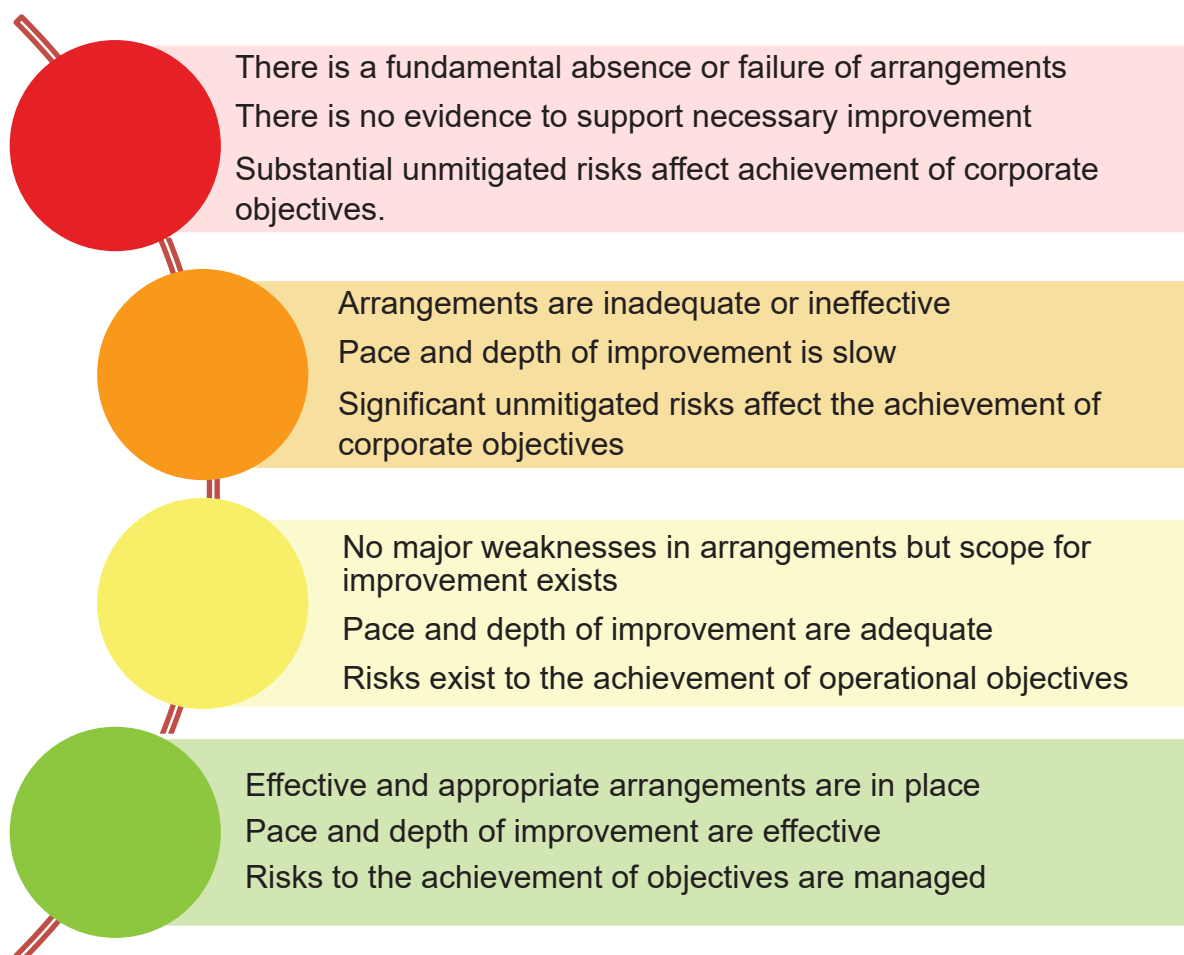 There is a fundamental absence or failure of arrangements
There is no evidence to support necessary improvement
Substantial unmitigated risks affect achievement of corporate
objectives.
Arrangements are inadequate or ineffective
Pace and depth of improvement is slow
Significant unmitigated risks affect the achievement of
corporate objectives
No major weaknesses in arrangements but scope for
improvement exists
Pace and depth of improvement are adequate
Risks exist to the achievement of operational objectives
Effective and appropriate arrangements are in place
Pace and depth of improvement are effective
Risks to the achievement of objectives are managed